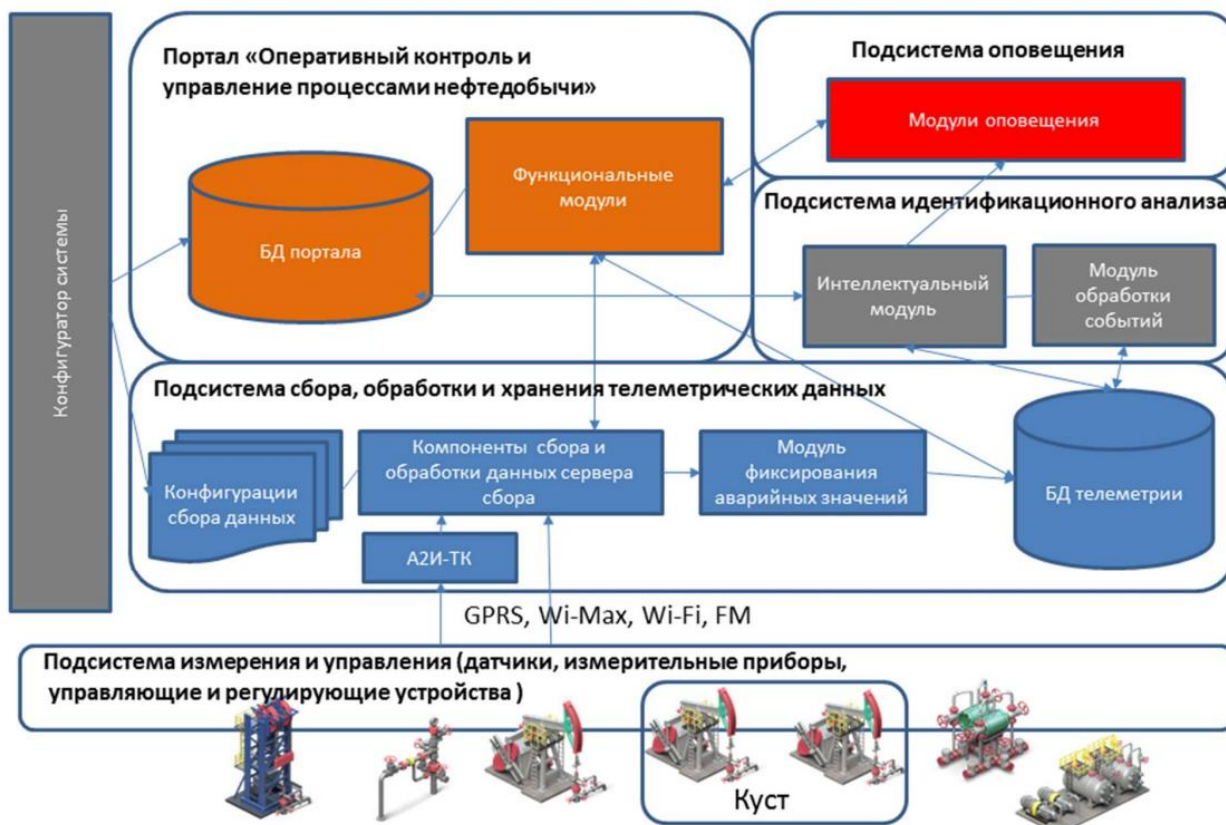 Конфигуратор системы
Портал «Оперативный контроль и
управление процессами нефтедобычи»
БД портала
Функциональные
модули
Подсистема оповещения
Модули оповещения
Подсистема идентификационного анализа
Интеллектуальный
модуль
Модуль
обработки
событий
Подсистема сбора, обработки и хранения телеметрических данных
Конфигурации
сбора данных
Компоненты сбора и
обработки данных сервера
сбора
А2И-ТК
Модуль
фиксирования
аварийных значений
БД телеметрии
GPRS, Wi-Max, Wi-Fi, FM
Подсистема измерения и управления (датчики, измерительные приборы,
управляющие и регулирующие устройства )
Куст